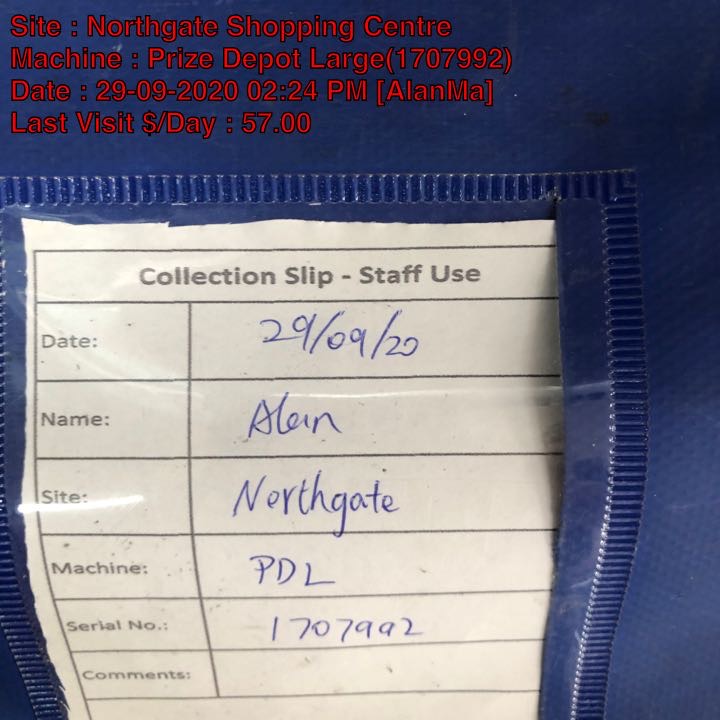 Site : Northgate Shopping Centre
Machine : Prize Depot Large(1707992)
Date : 29-09-2020 02:24 PM [AlanMa]
Last Visit $/Day : 57.00
Collection Slip - Staff Use
Date: 29/09/20
Name: Alan
Site: Northgate
Machine: PDL
Serial No.: 1707992
Comments: